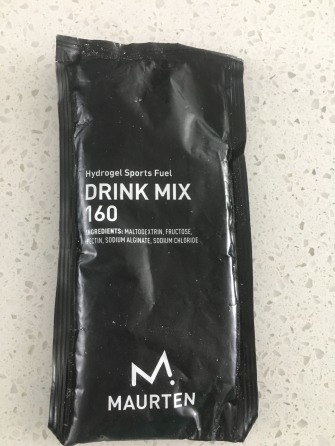 Hydrogel Sports Fuel
DRINK MIX
160
INGREDIENTS: MALTODEXTRIN, FRUCTOSE,
PECTIN, SODIUM ALGINATE, SODIUM CHLORIDE
M.
MAURTEN